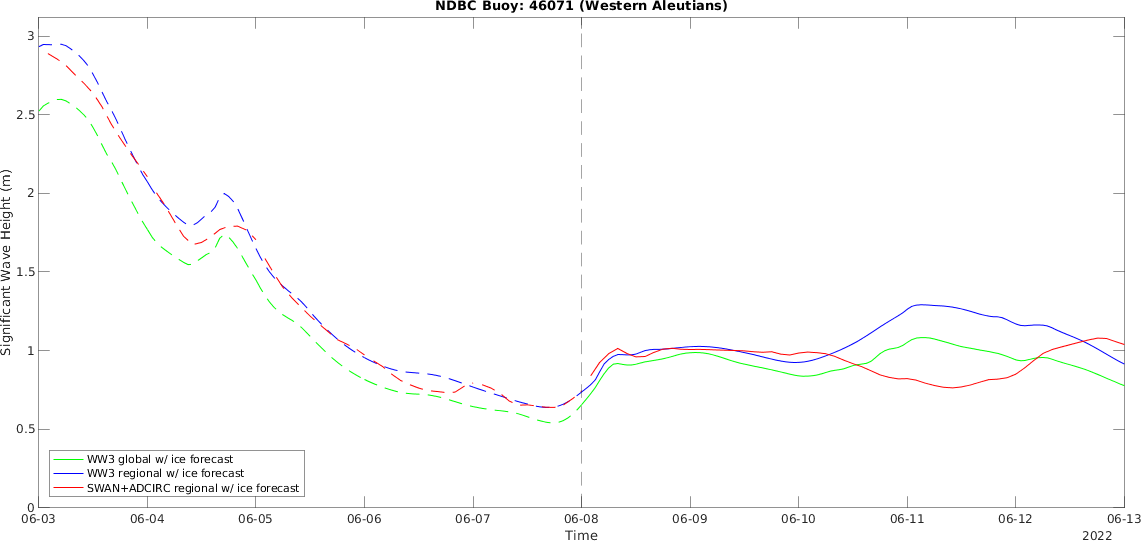 NDBC Buoy: 46071 (Western Aleutians)
3
2.5
2
1.5
1
0.5
0
Significant Wave Height (m)
WW3 global w/ ice forecast
WW3 regional w/ ice forecast
SWAN+ADCIRC regional w/ ice forecast
06-03 06-04 06-05 06-06 06-07 06-08 06-09 06-10 06-11 06-12 06-13
Time
2022